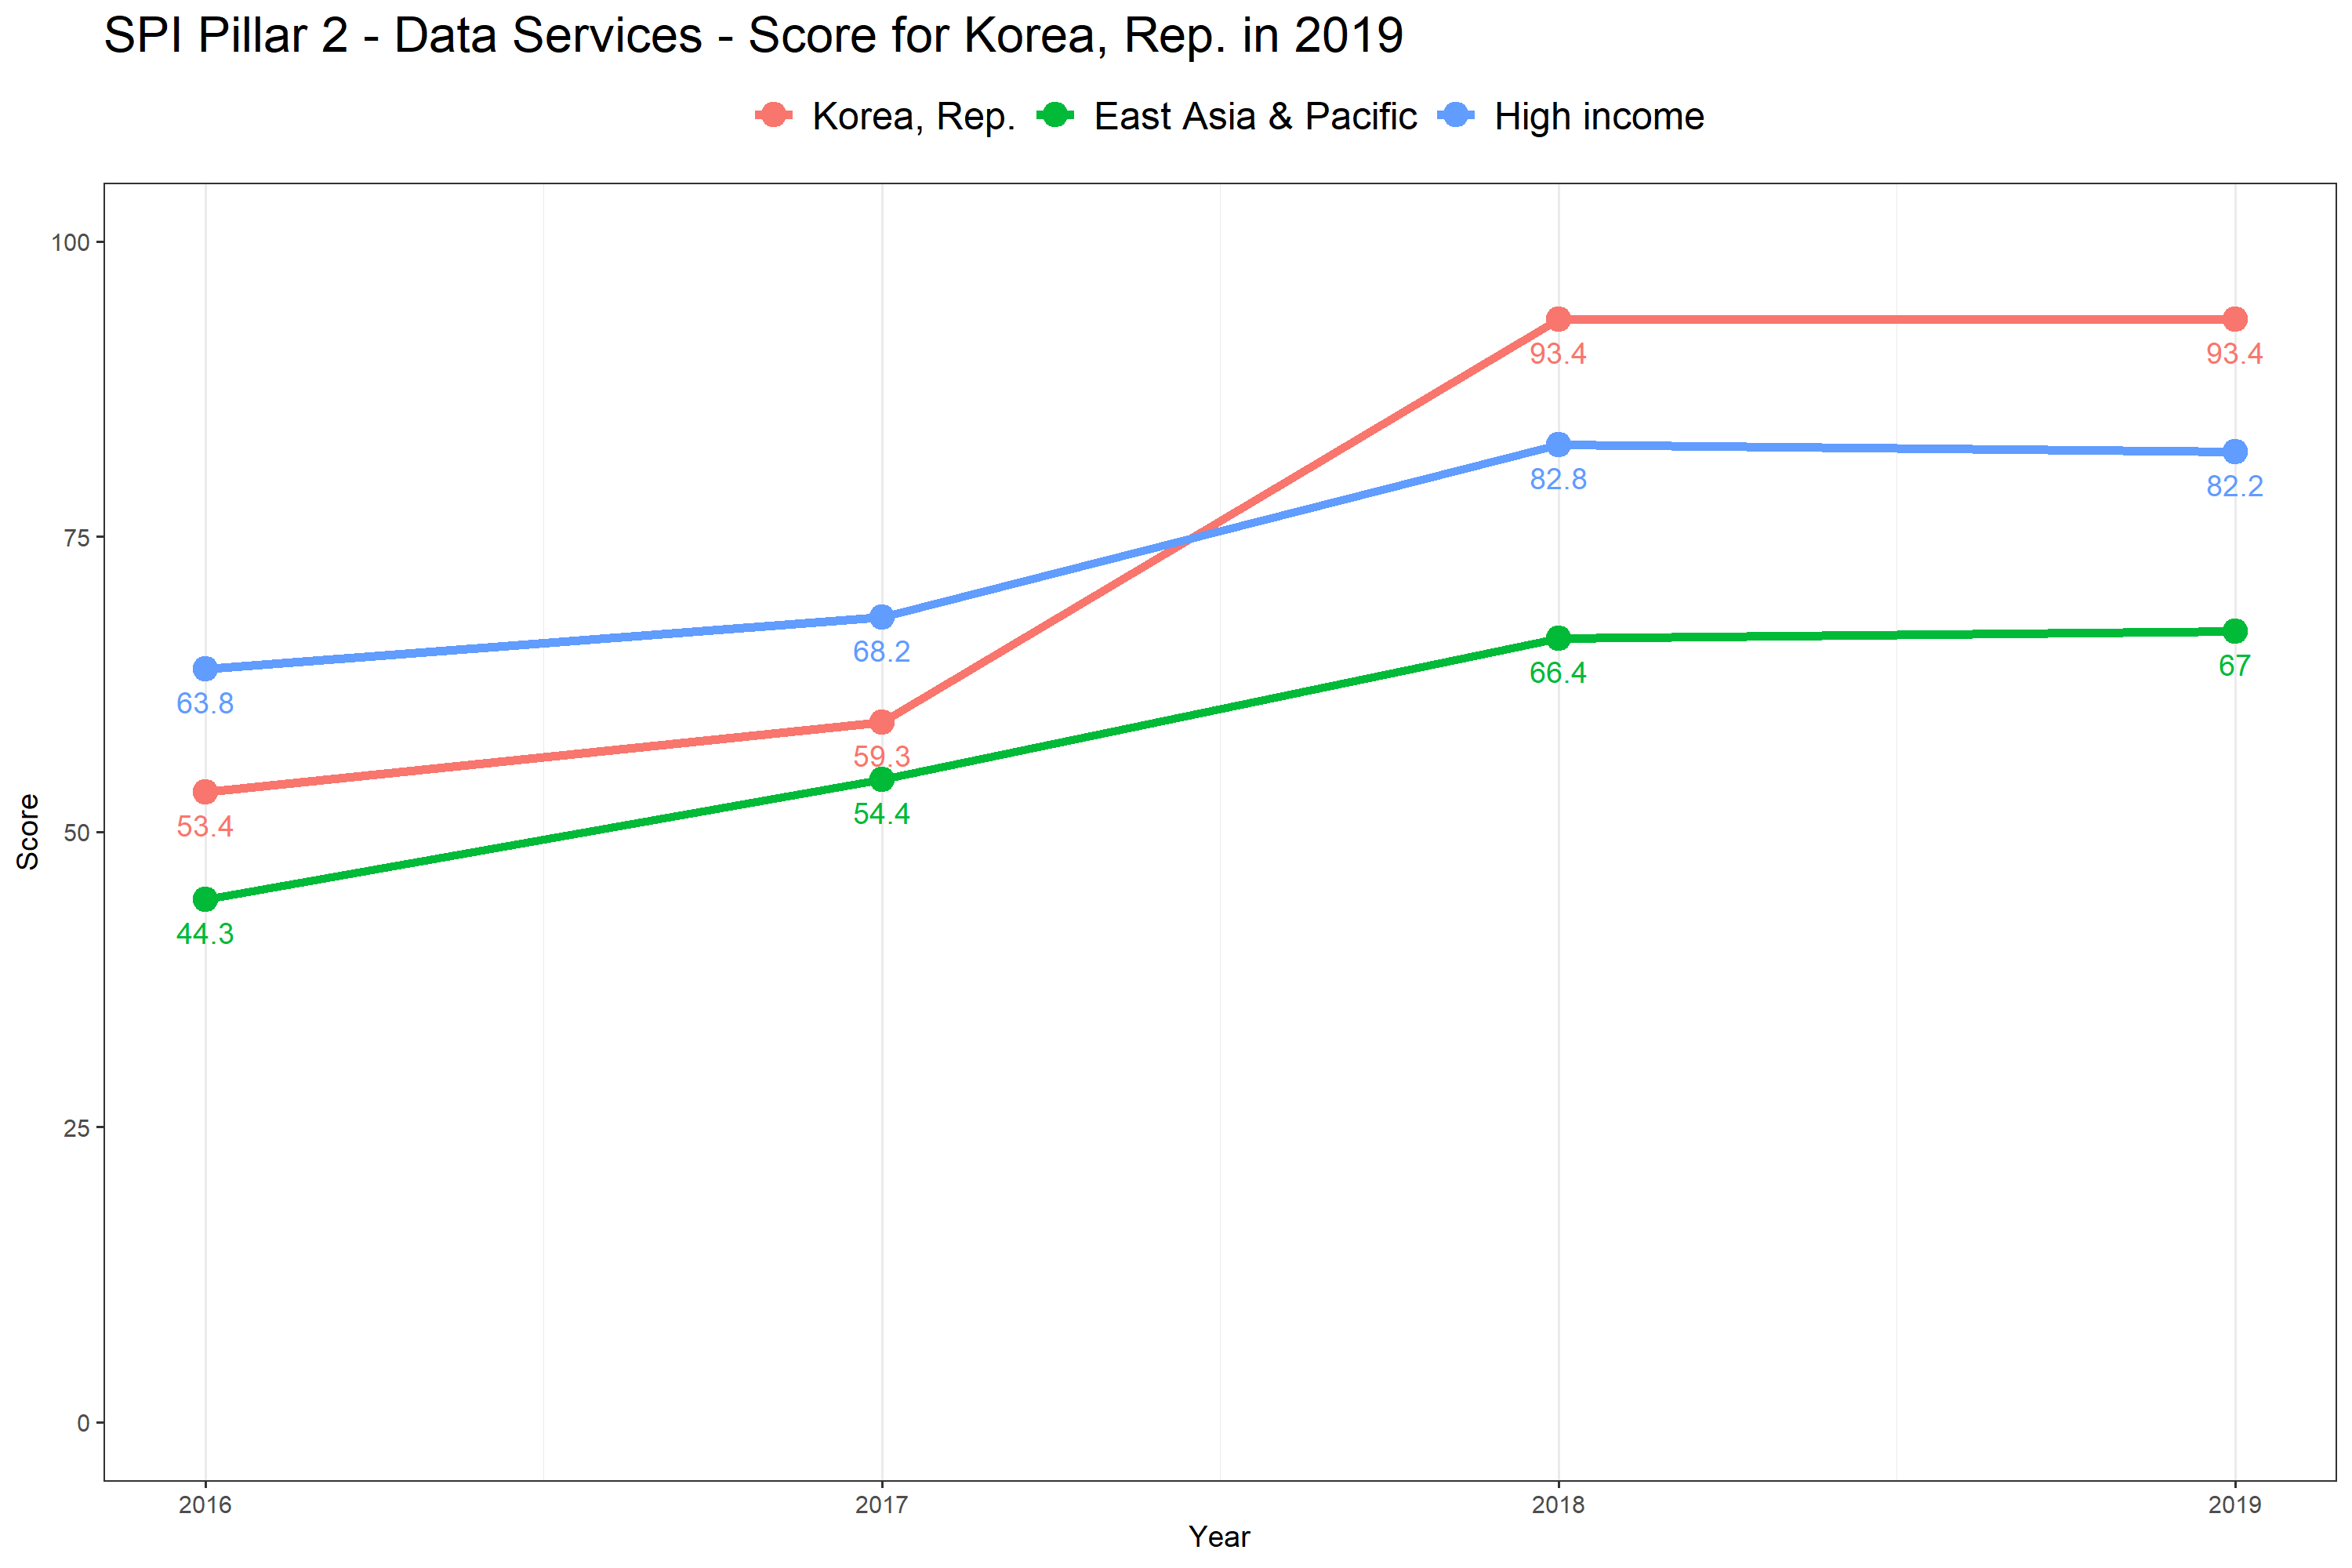 SPI Pillar 2 - Data Services - Score for Korea, Rep. in 2019
Korea, Rep. East Asia & Pacific High income
100
75
50
25
0
Score
93.4 93.4
82.8 82.2
63.8 68.2 66.4 67
53.4 59.3
44.3 54.4
2016 2017 2018 2019
Year